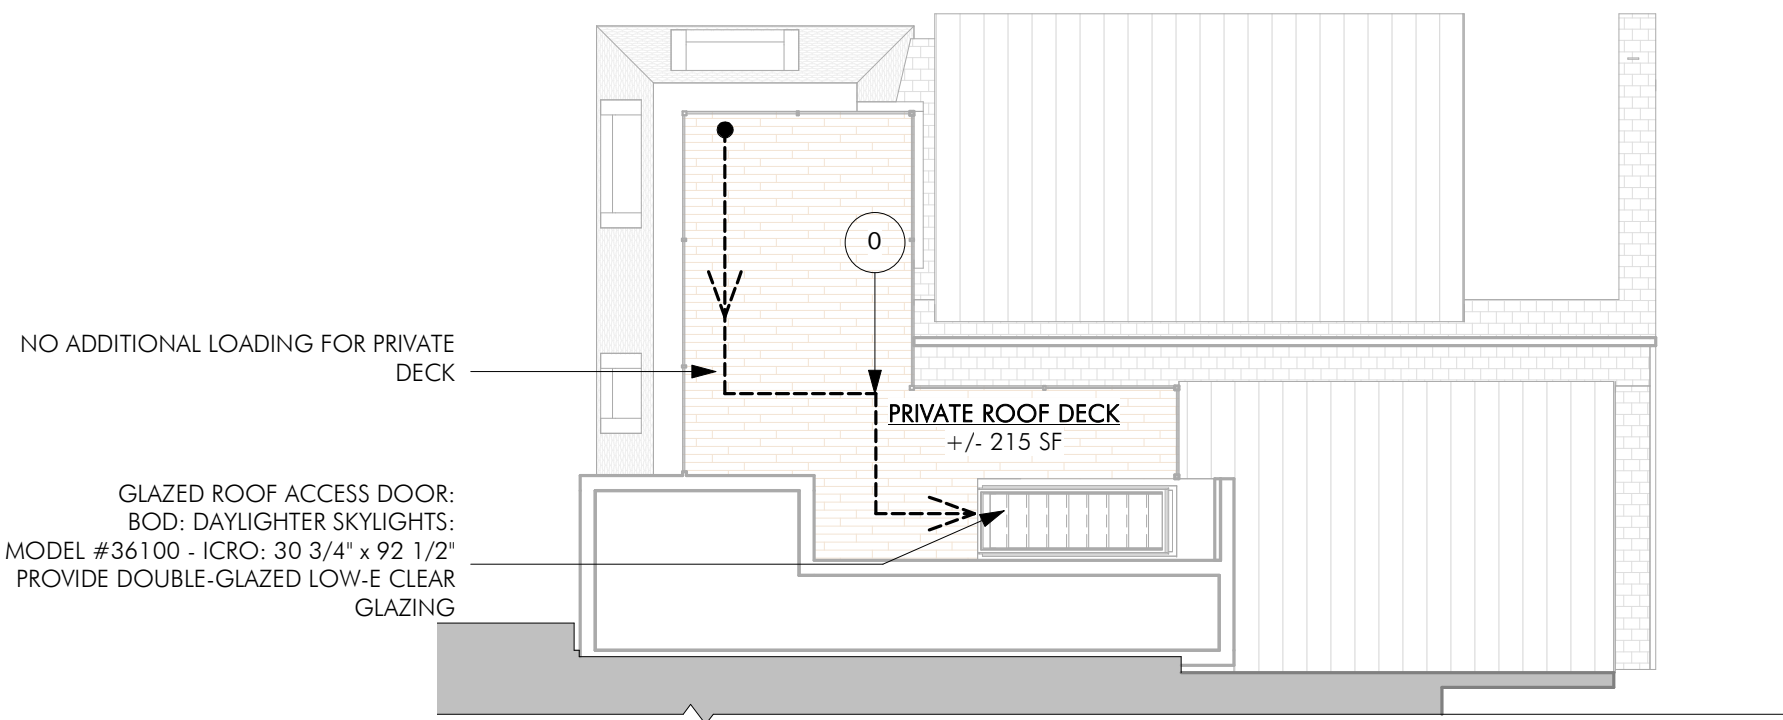 0
NO ADDITIONAL LOADING FOR PRIVATE
DECK
PRIVATE ROOF DECK
+/- 215 SF
GLAZED ROOF ACCESS DOOR:
BOD: DAYLIGHTER SKYLIGHTS:
MODEL #36100 - ICRO: 30 3/4" x 92 1/2"
PROVIDE DOUBLE-GLAZED LOW-E CLEAR
GLAZING